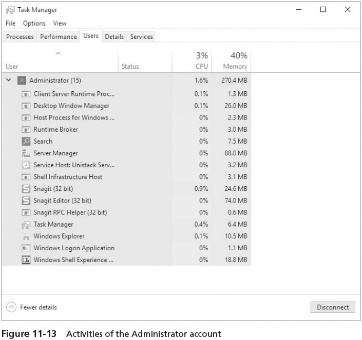 Task Manager
File Options View
Processes Performance Users Details Services
3% 40%
User Status CPU Memory
Administrator (15) 1.6% 270.4 MB
Client Server Runtime Proc... 0.1% 1.3 MB
Desktop Window Manager 0.1% 26.0 MB
Host Process for Windows ... 0% 2.3 MB
Runtime Broker 0% 3.0 MB
Search 0% 7.5 MB
Server Manager 0% 88.0 MB
Service Host: Unistack Serv... 0% 3.2 MB
Shell Infrastructure Host 0% 3.1 MB
Snagit (32 bit) 0.9% 24.6 MB
Snagit Editor (32 bit) 0% 74.0 MB
Snagit RPC Helper (32 bit) 0% 0.6 MB
Task Manager 0.4% 6.4 MB
Windows Explorer 0.1% 10.5 MB
Windows Logon Application 0% 1.1 MB
Windows Shell Experience ... 0% 18.8 MB
Fewer details Disconnect
Figure 11-13 Activities of the Administrator account